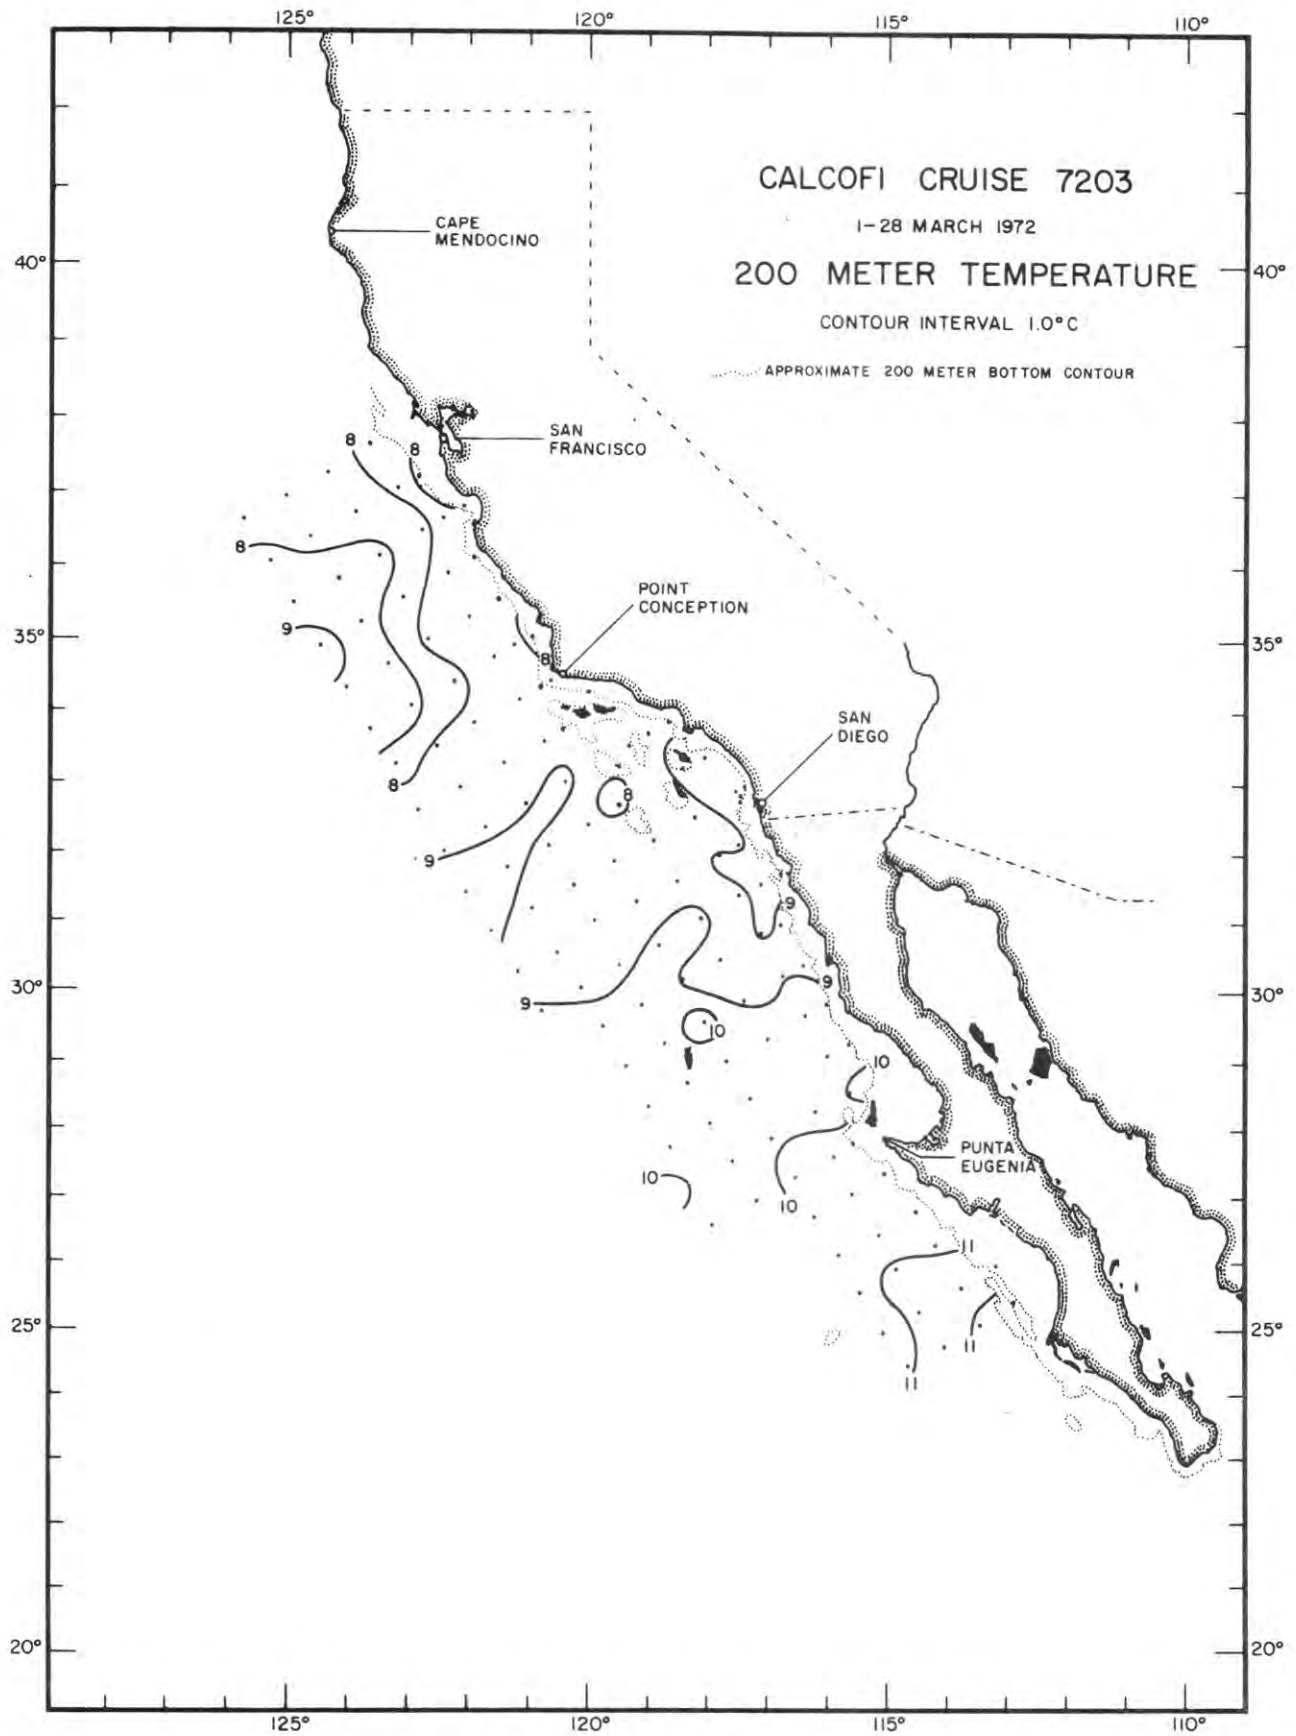 125° 120° 115° 110°
CALCOFI CRUISE 7203
1-28 MARCH 1972
200 METER TEMPERATURE
CONTOUR INTERVAL 1.0°C
APPROXIMATE 200 METER BOTTOM CONTOUR
CAPE
MENDOCINO
40° 40°
SAN
FRANCISCO
8 8
8
POINT
CONCEPTION
9
35° 35°
8
SAN
DIEGO
8
8
9
9
30° 9 9 30°
10
10
PUNTA
EUGENIA
10
10
11
25° 25°
11
11
20° 20°
125° 120° 115° 110°